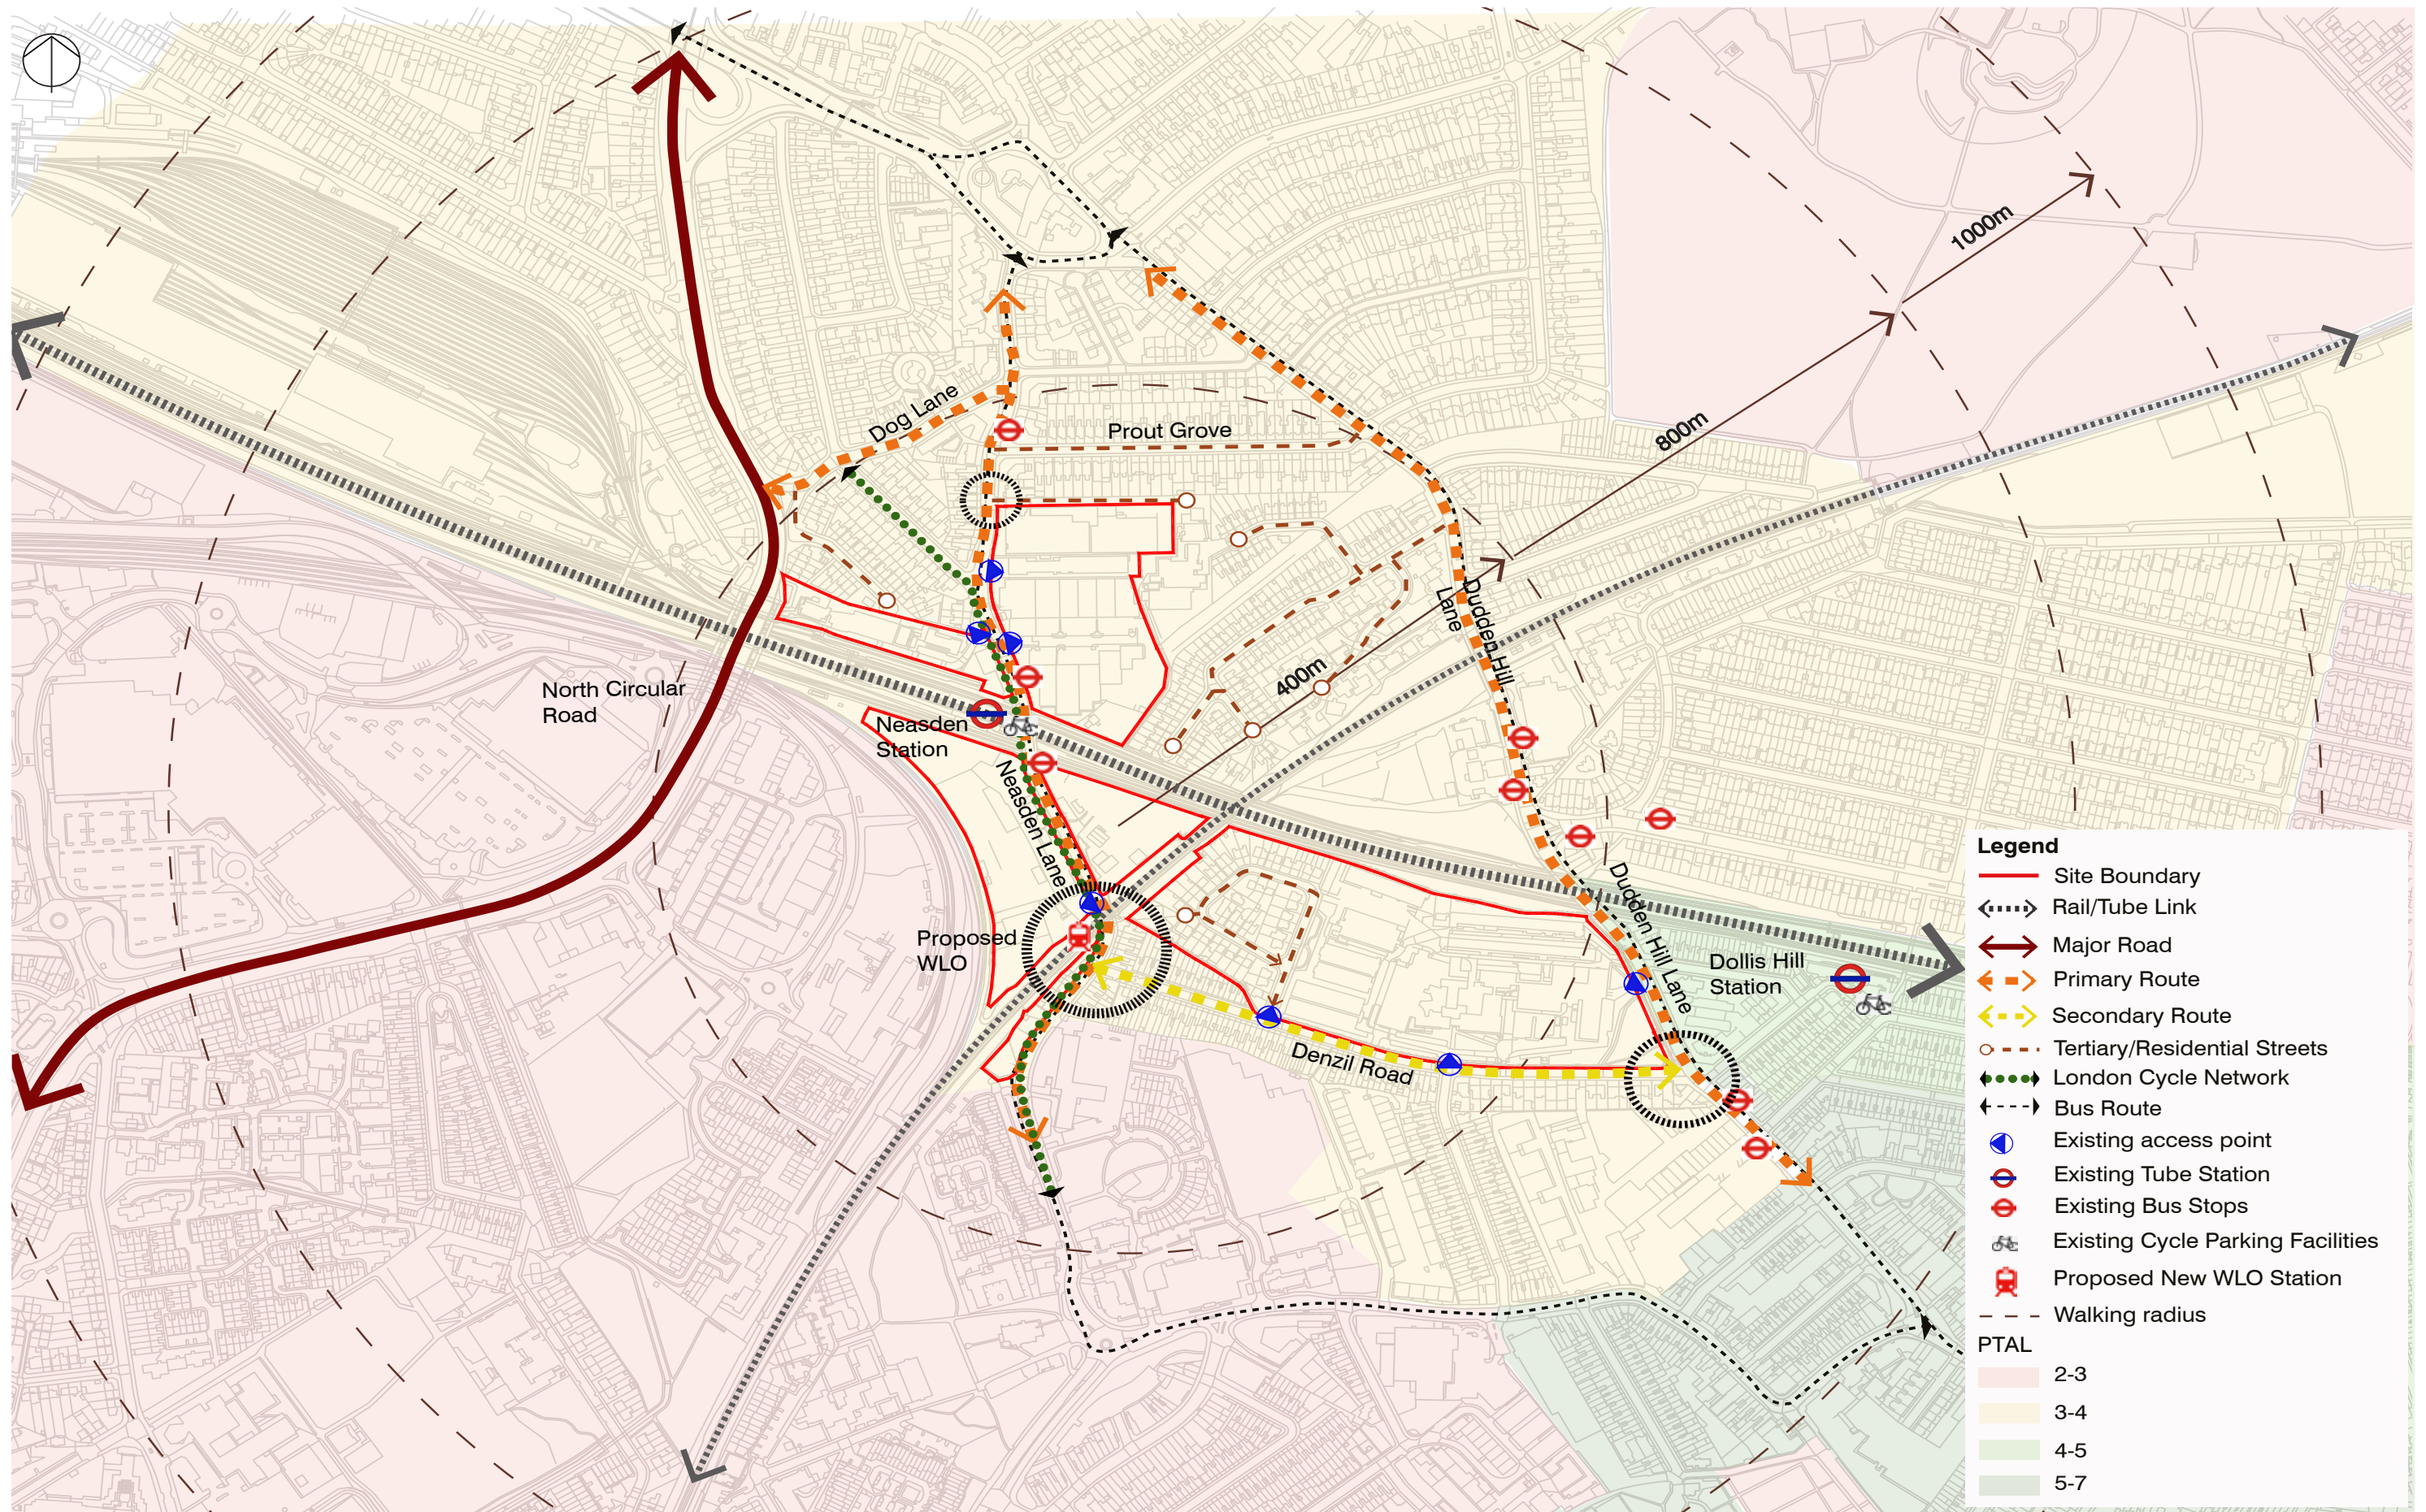 1000m
800m
Dog Lane
Prout Grove
Dudden Hill
Lane
400m
North Circular
Road
Neasden
Station
Neasden Lane
Proposed
WLO
Dudden Hill Lane
Dollis Hill
Station
Denzil Road
Legend
Site Boundary
Rail/Tube Link
Major Road
Primary Route
Secondary Route
Tertiary/Residential Streets
London Cycle Network
Bus Route
Existing access point
Existing Tube Station
Existing Bus Stops
Existing Cycle Parking Facilities
Proposed New WLO Station
Walking radius
PTAL
2-3
3-4
4-5
5-7